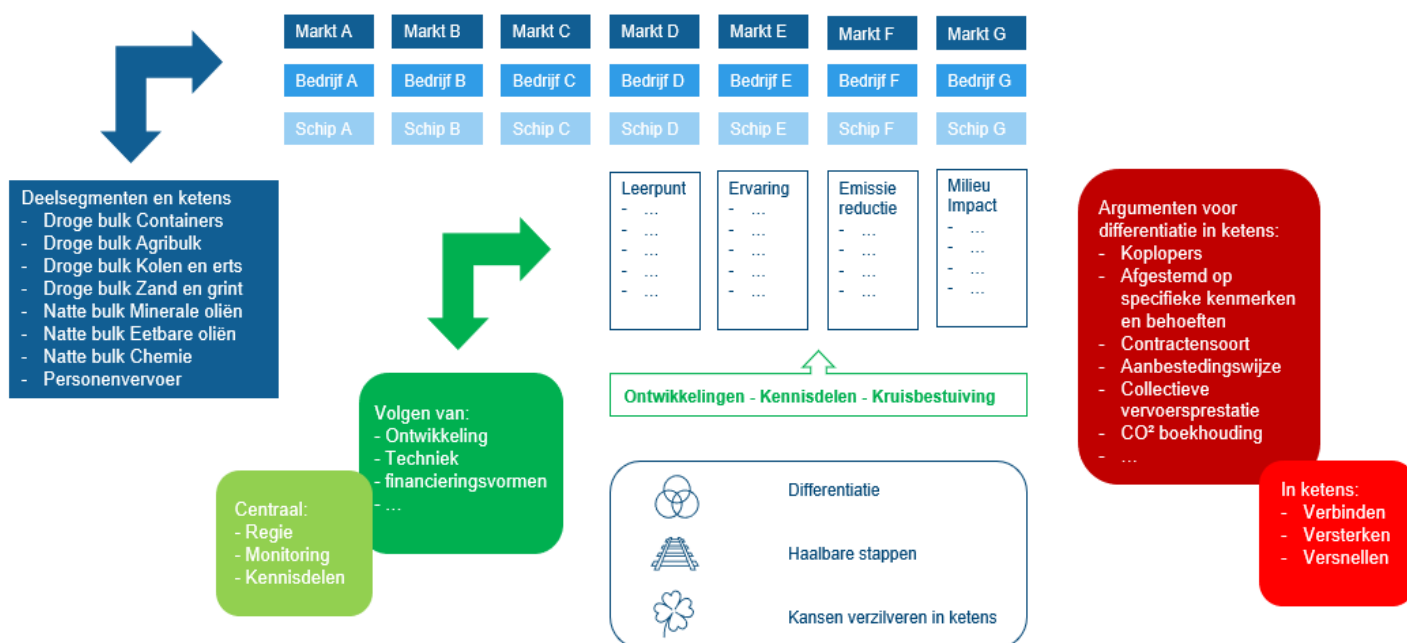 Markt A
Markt B
Markt C
Markt D
Markt E
Markt F
Markt G
Bedrijf A
Bedrijf B
Bedrijf C
Bedrijf D
Bedrijf E
Bedrijf F
Bedrijf G
Schip A
Schip B
Schip C
Schip D
Schip E
Schip F
Schip G
Deelsegmenten en ketens
- Droge bulk Containers
- Droge bulk Agribulk
- Droge bulk Kolen en erts
- Droge bulk Zand en grint
- Natte bulk Minerale oliën
- Natte bulk Eetbare oliën
- Natte bulk Chemie
- Personenvervoer
Leerpunt
- ...
- ...
- ...
- ...
- ...
Ervaring
- ...
- ...
- ...
- ...
- ...
Emissie
reductie
- ...
- ...
- ...
- ...
Milieu
Impact
- ...
- ...
- ...
- ...
Ontwikkelingen - Kennisdelen - Kruisbestuiving
Volgen van:
- Ontwikkeling
- Techniek
- financieringsvormen
- ...
Centraal:
- Regie
- Monitoring
- Kennisdelen
Differentiatie
Haalbare stappen
Kansen verzilveren in ketens
Argumenten voor
differentiatie in ketens:
- Koplopers
- Afgestemd op
specifieke kenmerken
en behoeften
- Contractensoort
- Aanbestedingswijze
- Collectieve
vervoersprestatie
- CO² boekhouding
- ...
In ketens:
- Verbinden
- Versterken
- Versnellen